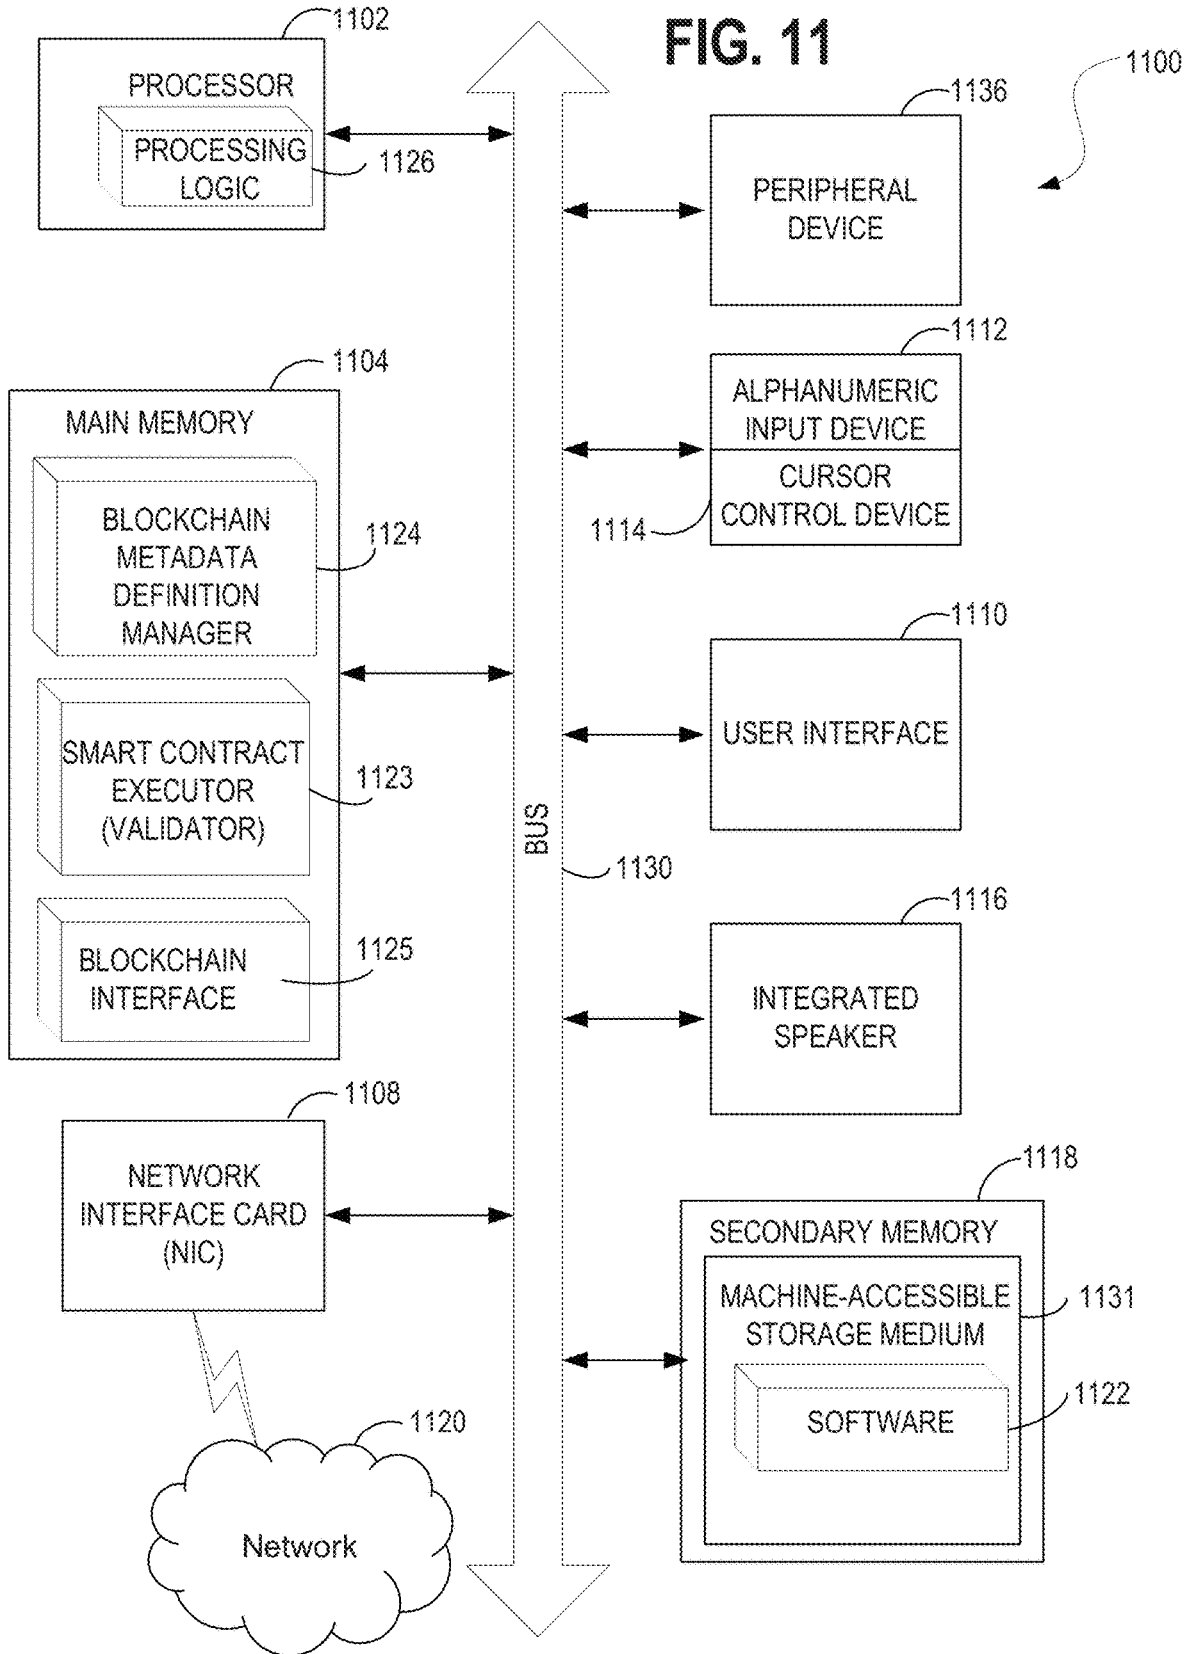 FIG. 11
1100
1102
PROCESSOR
PROCESSING
LOGIC
1126
1136
PERIPHERAL
DEVICE
1112
ALPHANUMERIC
INPUT DEVICE
CURSOR
CONTROL DEVICE
1114
1104
MAIN MEMORY
BLOCKCHAIN
METADATA
DEFINITION
MANAGER
1124
SMART CONTRACT
EXECUTOR
(VALIDATOR)
1123
BLOCKCHAIN
INTERFACE
1125
1110
USER INTERFACE
BUS
1130
1116
INTEGRATED
SPEAKER
1108
NETWORK
INTERFACE CARD
(NIC)
1118
SECONDARY MEMORY
MACHINE-ACCESSIBLE
STORAGE MEDIUM
1131
SOFTWARE
1122
1120
Network